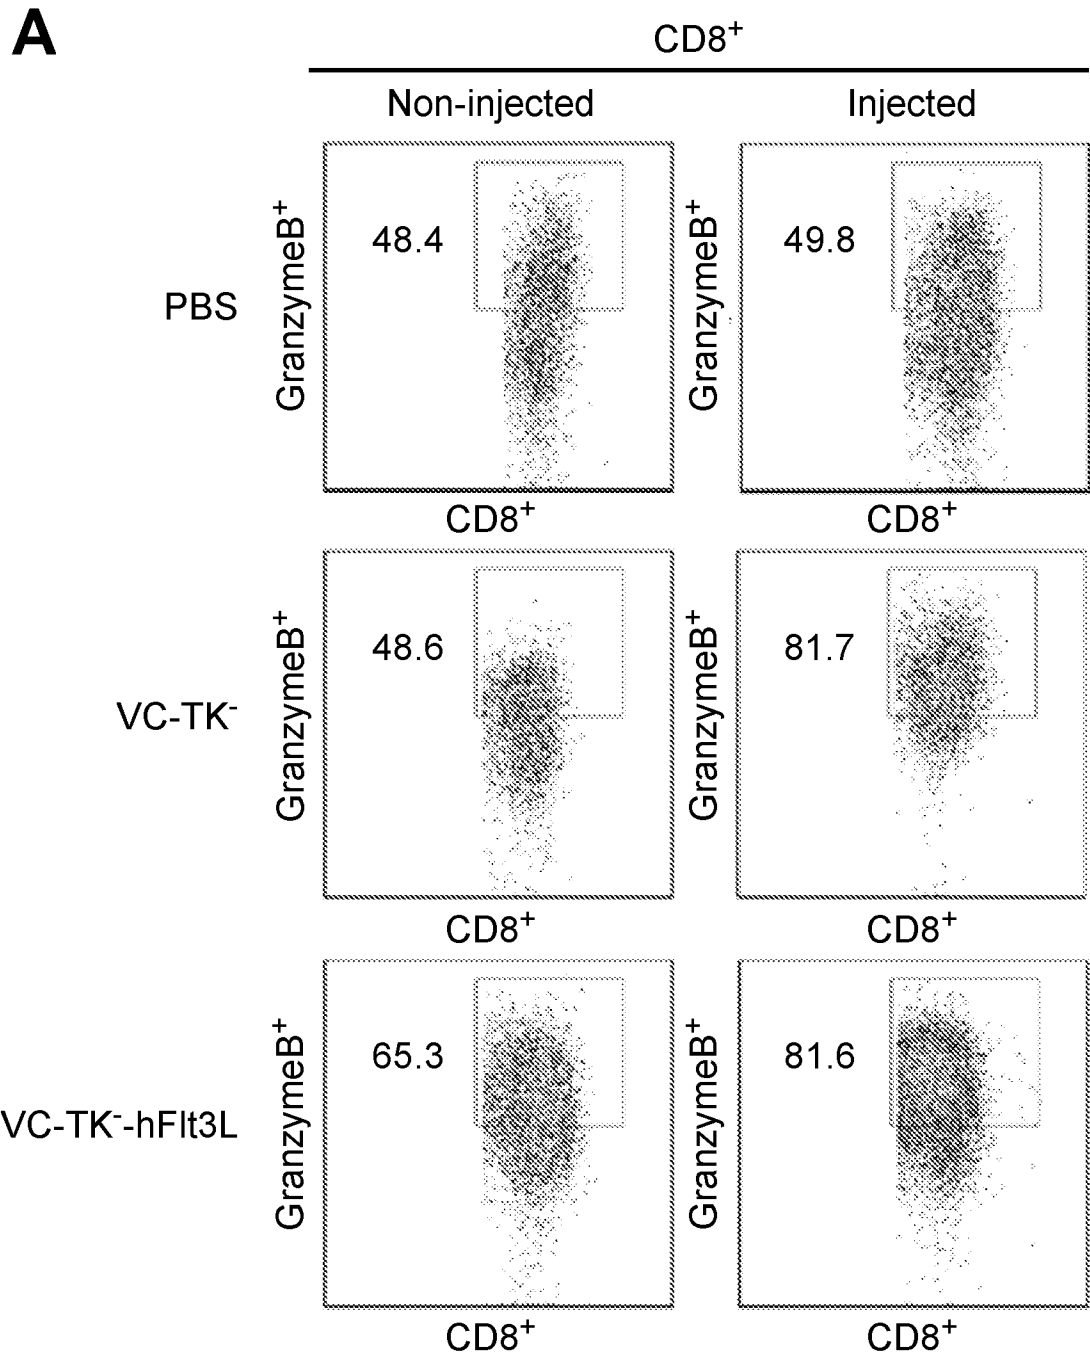 A
CD8⁺
Non-injected Injected
PBS
GranzymeB⁺
48.4
GranzymeB⁺
49.8
CD8⁺ CD8⁺
VC-TK⁻
GranzymeB⁺
48.6
GranzymeB⁺
81.7
CD8⁺ CD8⁺
VC-TK⁻-hFlt3L
GranzymeB⁺
65.3
GranzymeB⁺
81.6
CD8⁺ CD8⁺